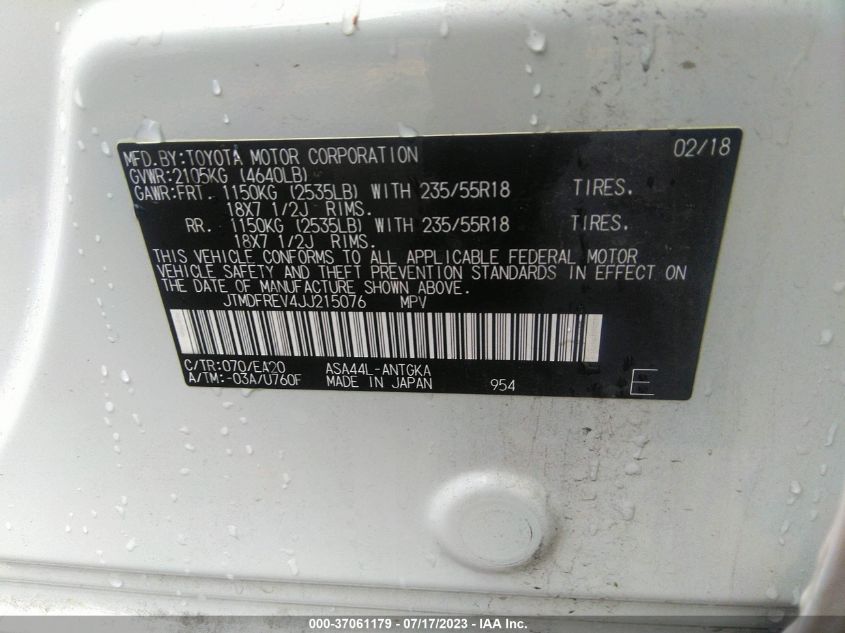 MFD.BY:TOYOTA MOTOR CORPORATION 02/18
GVWR:2105KG (4640LB)
GAWR:FRT. 1150KG (2535LB) WITH 235/55R18 TIRES.
18X7 1/2J RIMS.
RR. 1150KG (2535LB) WITH 235/55R18 TIRES.
18X7 1/2J RIMS.
THIS VEHICLE CONFORMS TO ALL APPLICABLE FEDERAL MOTOR
VEHICLE SAFETY AND THEFT PREVENTION STANDARDS IN EFFECT ON
THE DATE OF MANUFACTURE SHOWN ABOVE.
JTMDFREV4JJ215076 MPV
C/TR:070/EA20 ASA44L-ANTGKA
A/TM:-03A/U760F MADE IN JAPAN 954 E
000-37061179 - 07/17/2023 - IAA Inc.